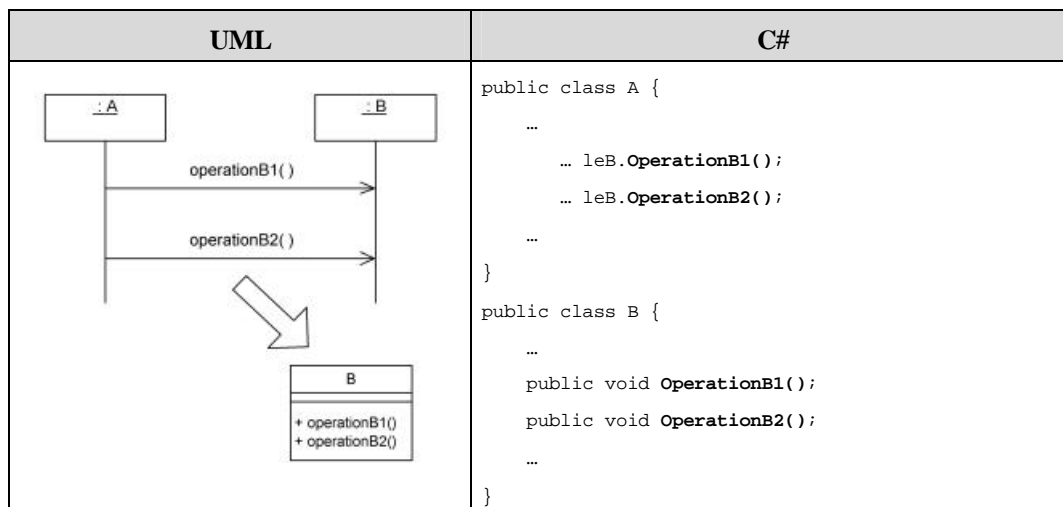 UML
C#
: A
: B
operationB1( )
operationB2( )
B
+ operationB1()
+ operationB2()
public class A {
…
… leB.OperationB1();
… leB.OperationB2();
…
}
public class B {
…
public void OperationB1();
public void OperationB2();
…
}